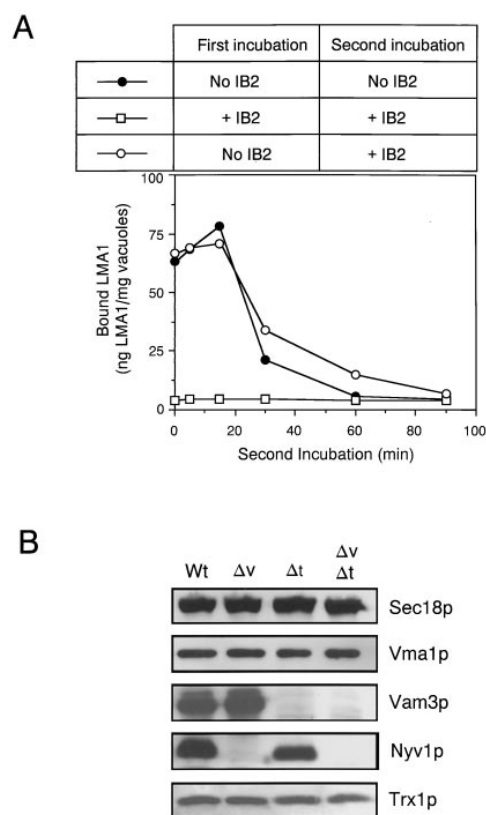 A
First incubation Second incubation
No IB2 No IB2
+ IB2 + IB2
No IB2 + IB2
100
75
50
25
0
Bound LMA1
(ng LMA1/mg vacuoles)
0 20 40 60 80 100
Second Incubation (min)
B
Wt Δv Δt Δv
Δt
Sec18p
Vma1p
Vam3p
Nyv1p
Trx1p